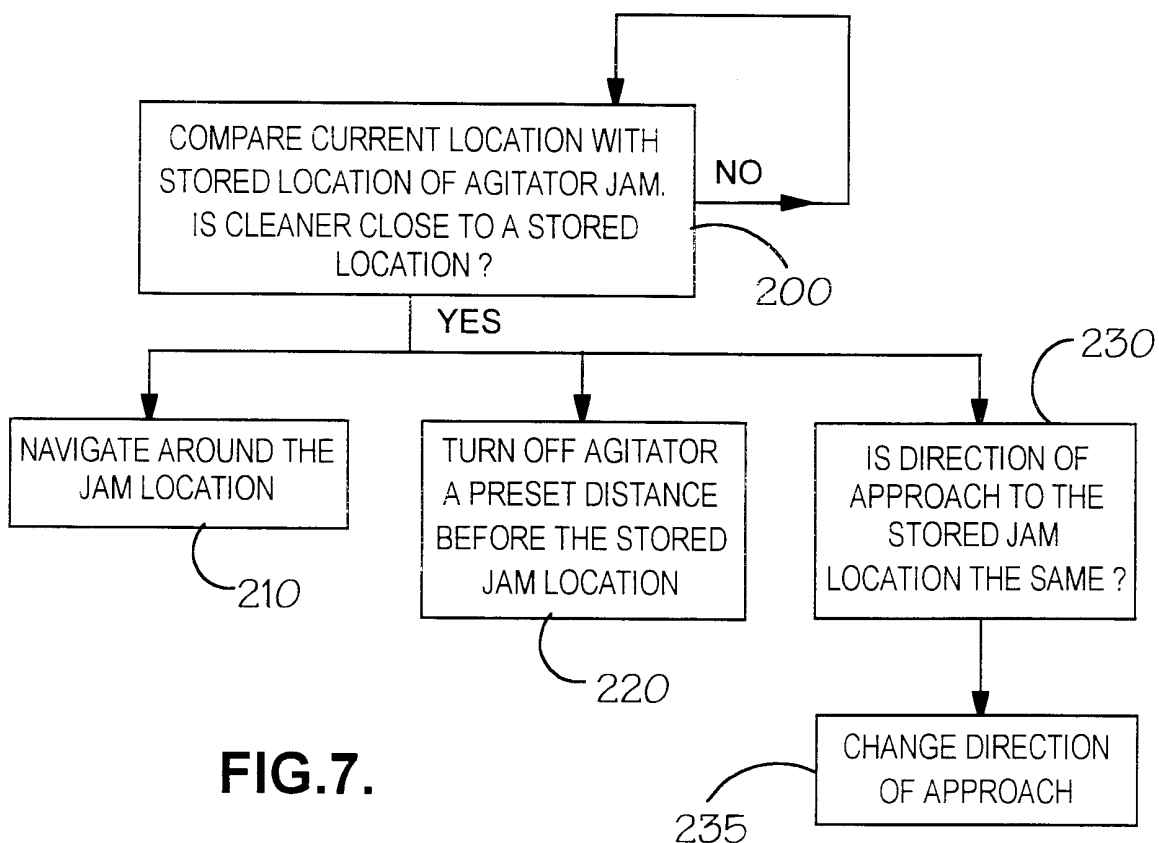 COMPARE CURRENT LOCATION WITH
STORED LOCATION OF AGITATOR JAM.
IS CLEANER CLOSE TO A STORED
LOCATION ?
NO
200
YES
230
NAVIGATE AROUND THE
JAM LOCATION
210
TURN OFF AGITATOR
A PRESET DISTANCE
BEFORE THE STORED
JAM LOCATION
220
IS DIRECTION OF
APPROACH TO THE
STORED JAM
LOCATION THE SAME ?
CHANGE DIRECTION
OF APPROACH
235
FIG.7.